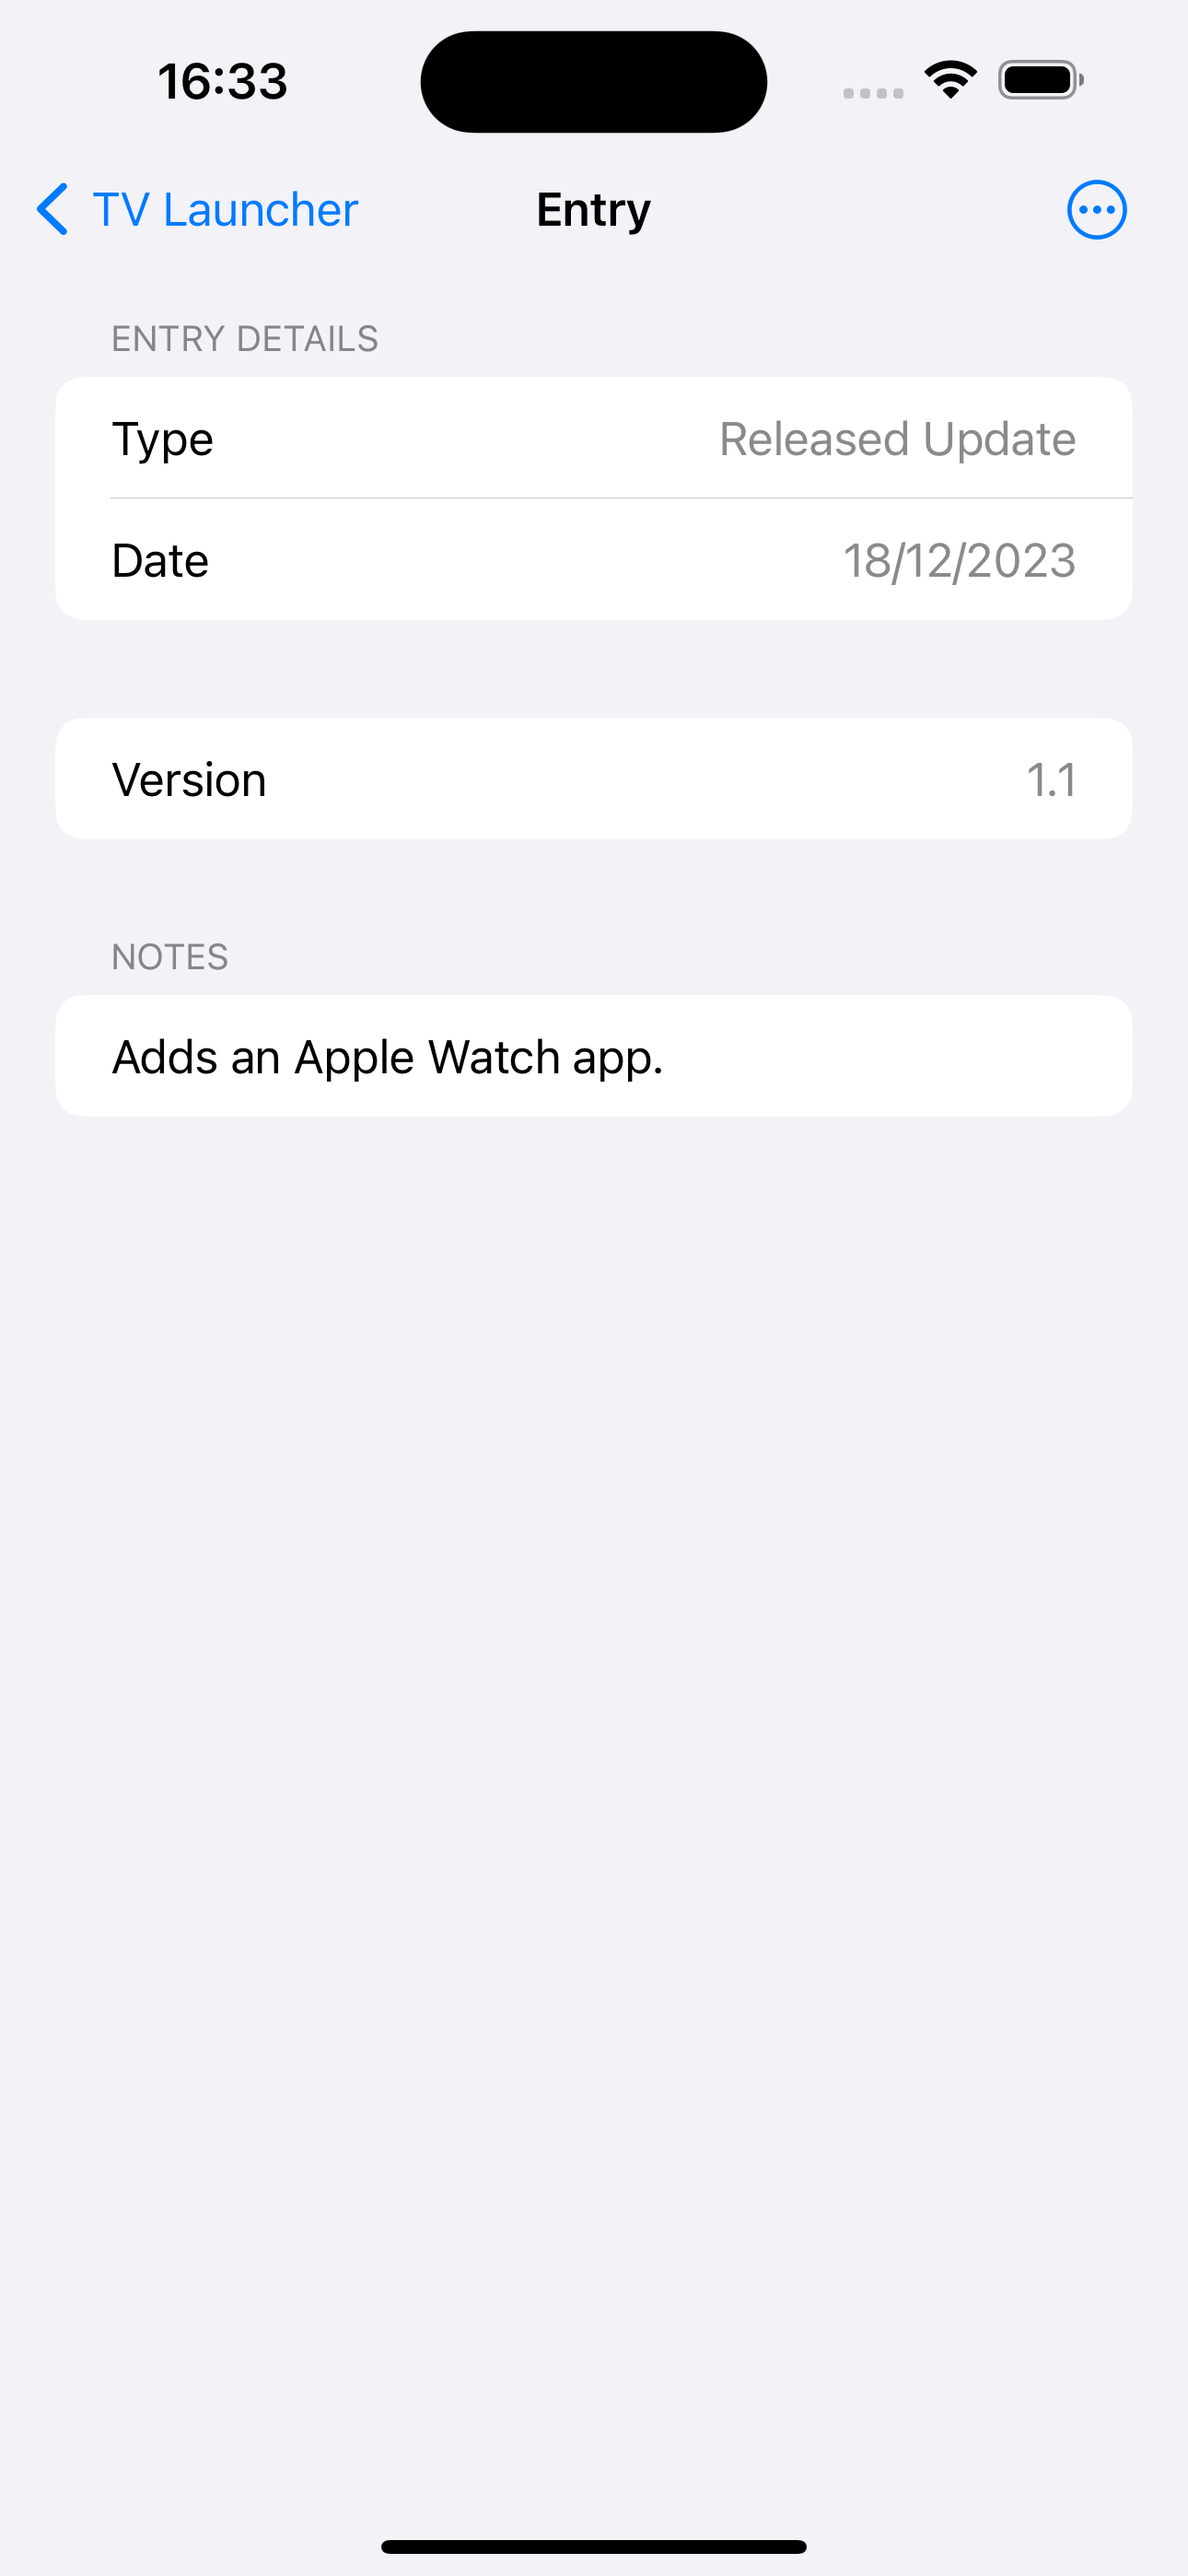 16:33
TV Launcher
Entry
ENTRY DETAILS
Type
Released Update
Date
18/12/2023
Version
1.1
NOTES
Adds an Apple Watch app.